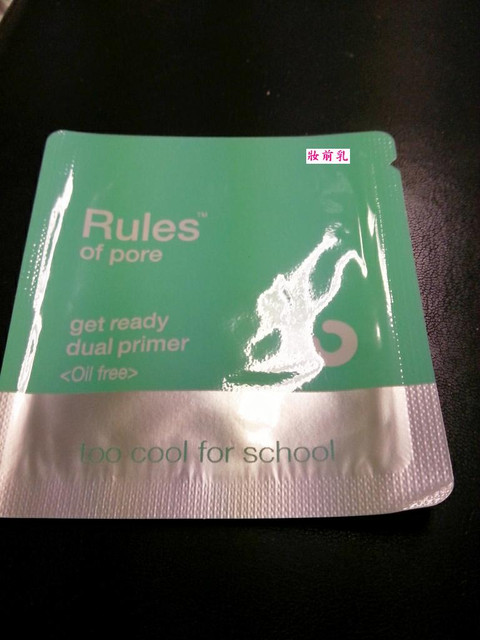 妝前乳
Rules™
of pore
get ready
dual primer
<Oil free>
too cool for school